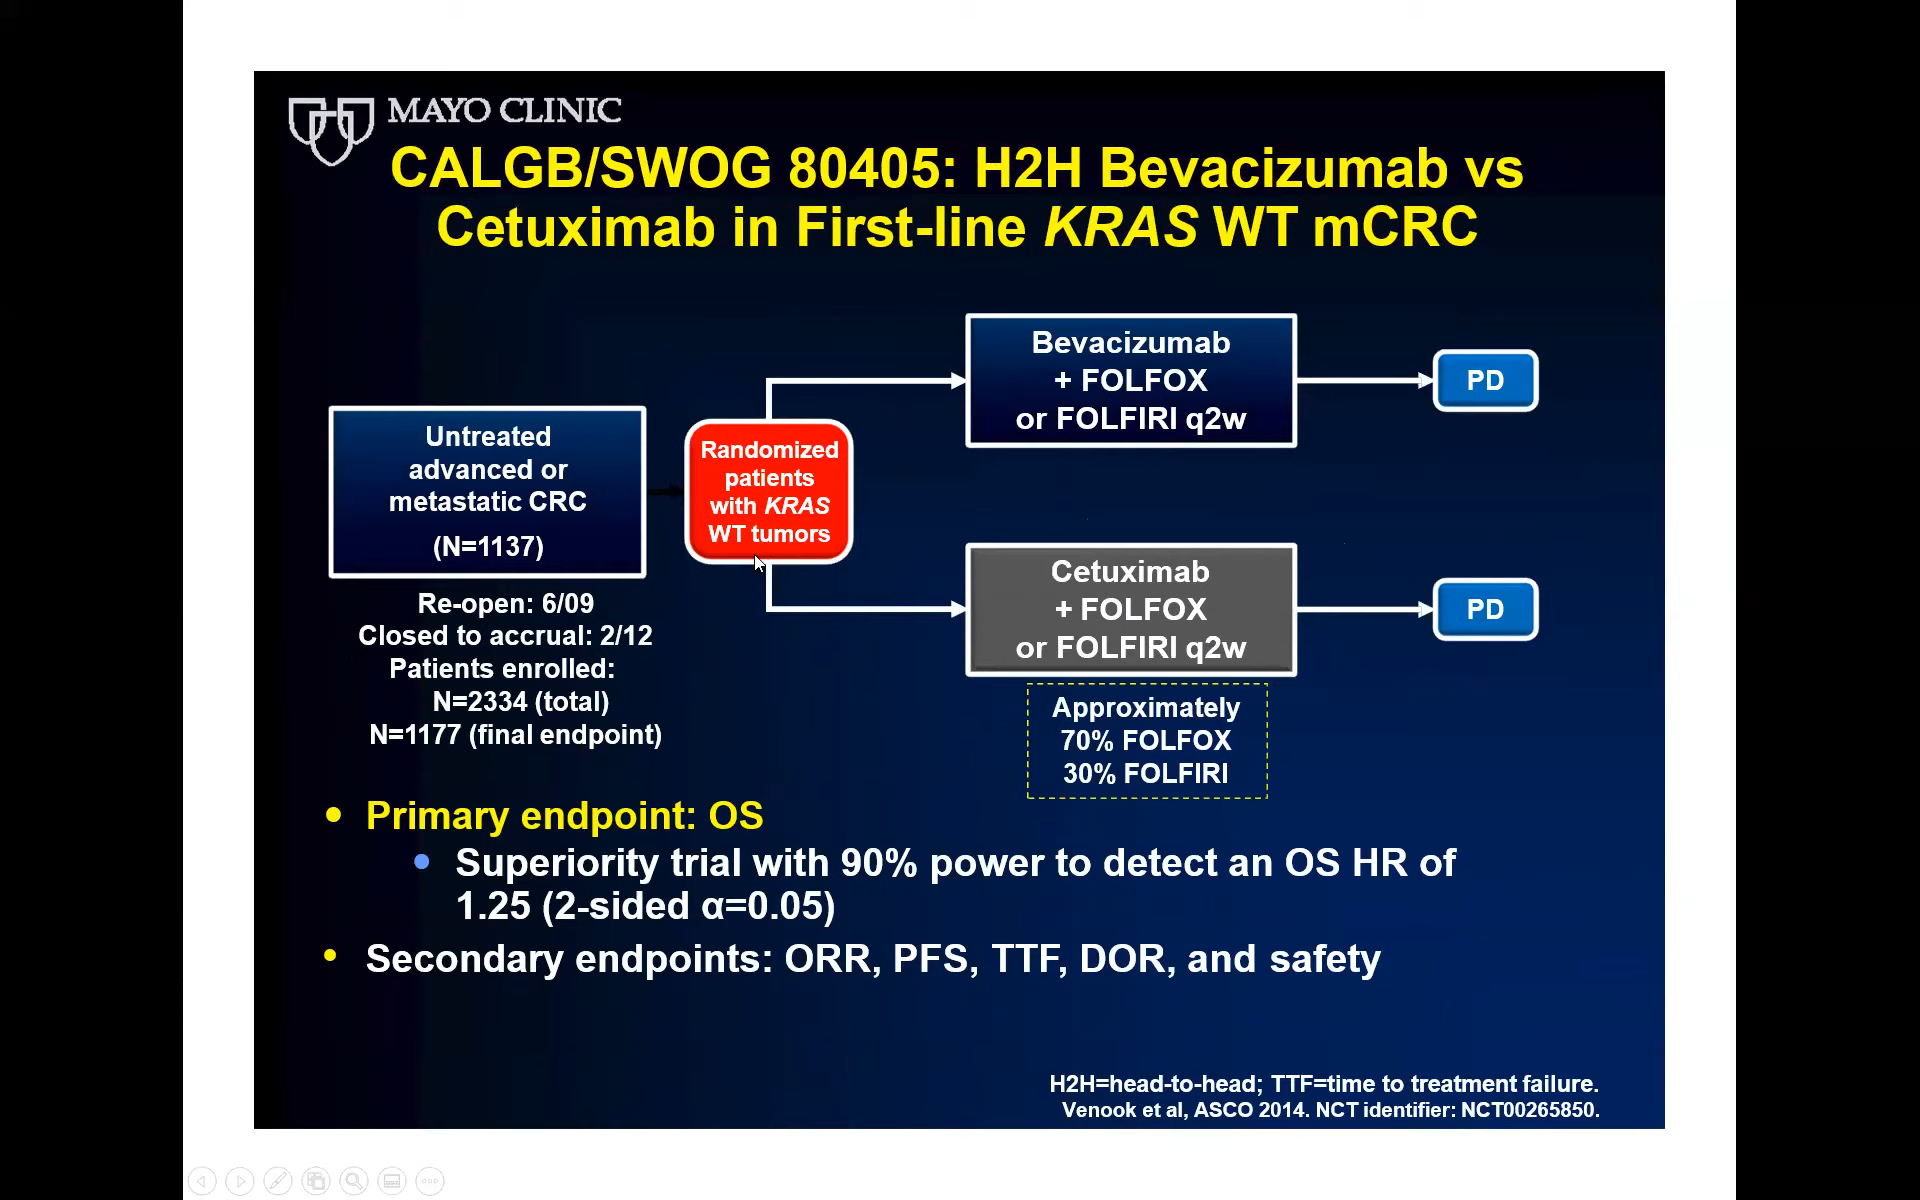 MAYO CLINIC
CALGB/SWOG 80405: H2H Bevacizumab vs
Cetuximab in First-line KRAS WT mCRC
Untreated
advanced or
metastatic CRC
(N=1137)
Re-open: 6/09
Closed to accrual: 2/12
Patients enrolled:
N=2334 (total)
N=1177 (final endpoint)
Randomized
patients
with KRAS
WT tumors
Bevacizumab
+ FOLFOX
or FOLFIRI q2w
PD
Cetuximab
+ FOLFOX
or FOLFIRI q2w
PD
Approximately
70% FOLFOX
30% FOLFIRI
• Primary endpoint: OS
• Superiority trial with 90% power to detect an OS HR of
1.25 (2-sided α=0.05)
• Secondary endpoints: ORR, PFS, TTF, DOR, and safety
H2H=head-to-head; TTF=time to treatment failure.
Venook et al, ASCO 2014. NCT identifier: NCT00265850.